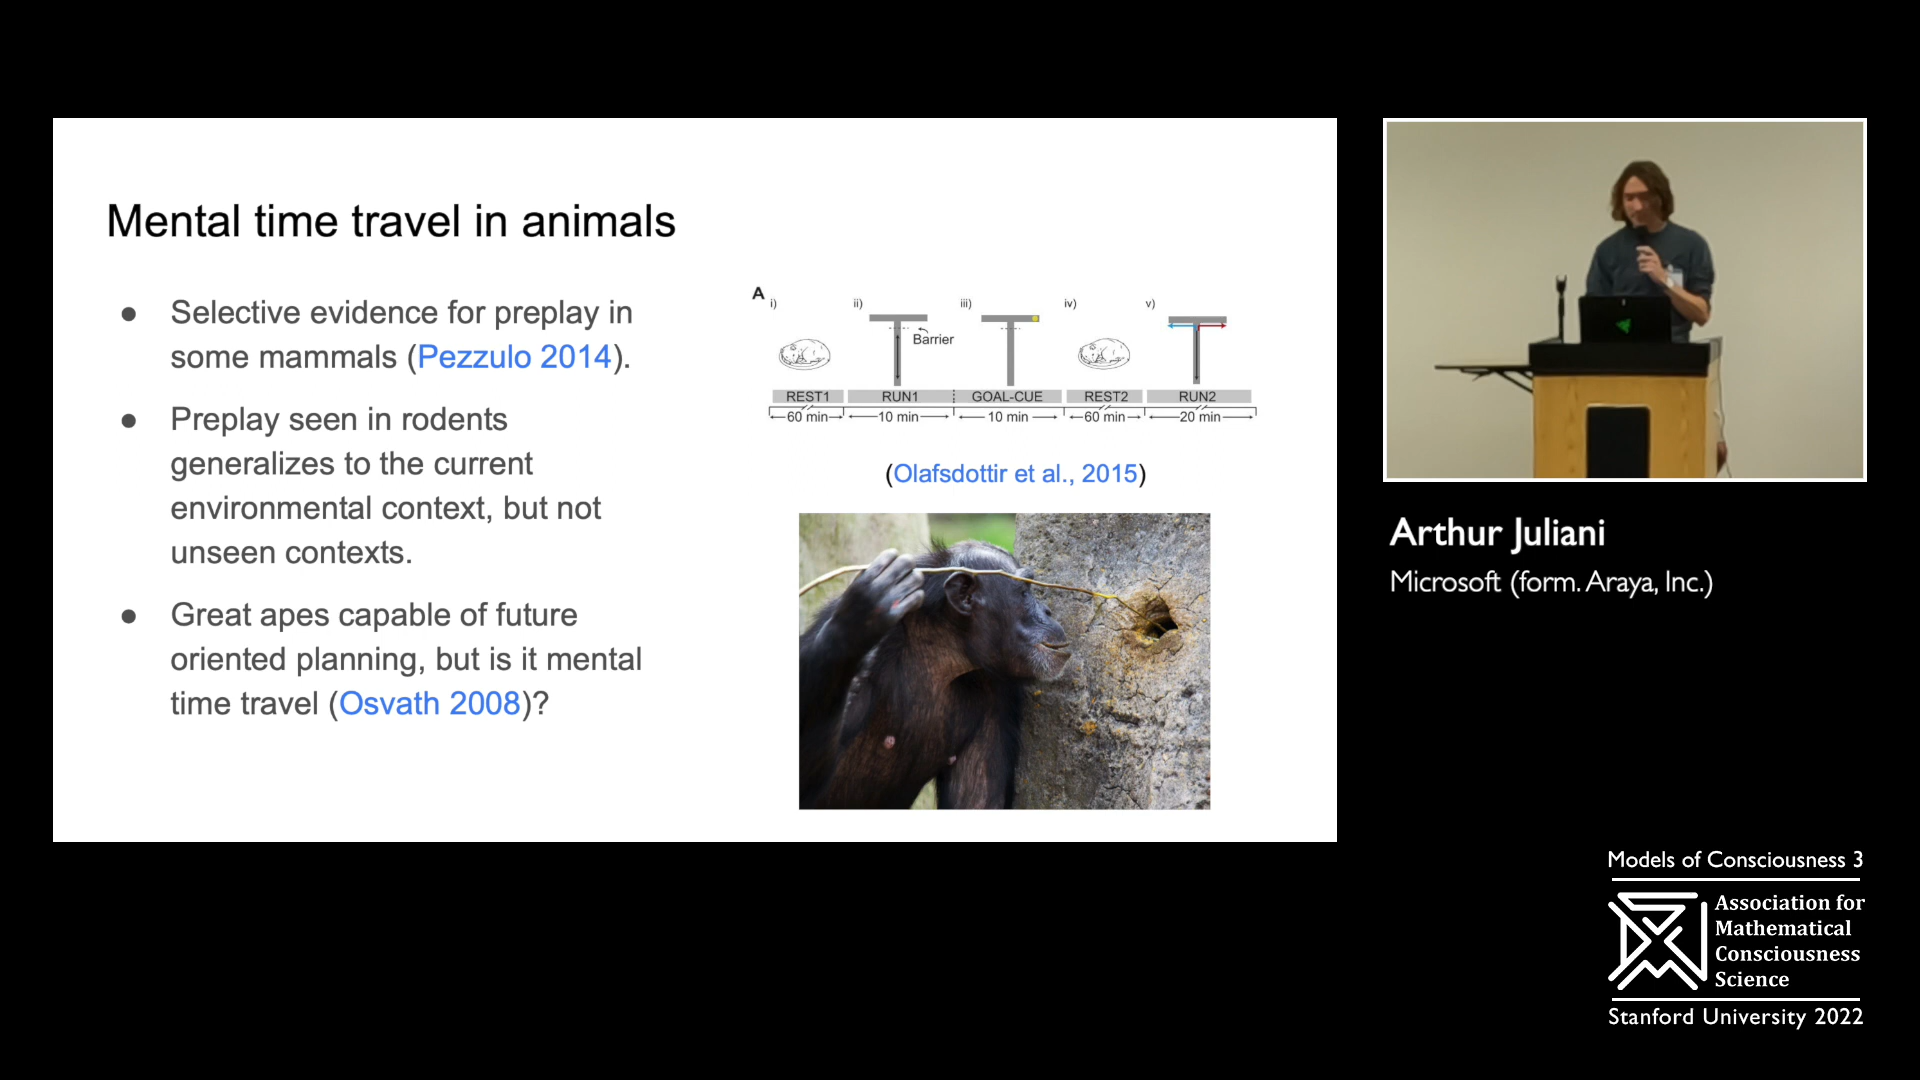 Mental time travel in animals
● Selective evidence for preplay in
some mammals (Pezzulo 2014).
● Preplay seen in rodents
generalizes to the current
environmental context, but not
unseen contexts.
● Great apes capable of future
oriented planning, but is it mental
time travel (Osvath 2008)?
A
i) ii) iii) iv) v)
Barrier
REST1 RUN1 GOAL-CUE REST2 RUN2
60 min 10 min 10 min 60 min 20 min
(Olafsdottir et al., 2015)
Arthur Juliani
Microsoft (form. Araya, Inc.)
Models of Consciousness 3
Association for
Mathematical
Consciousness
Science
Stanford University 2022